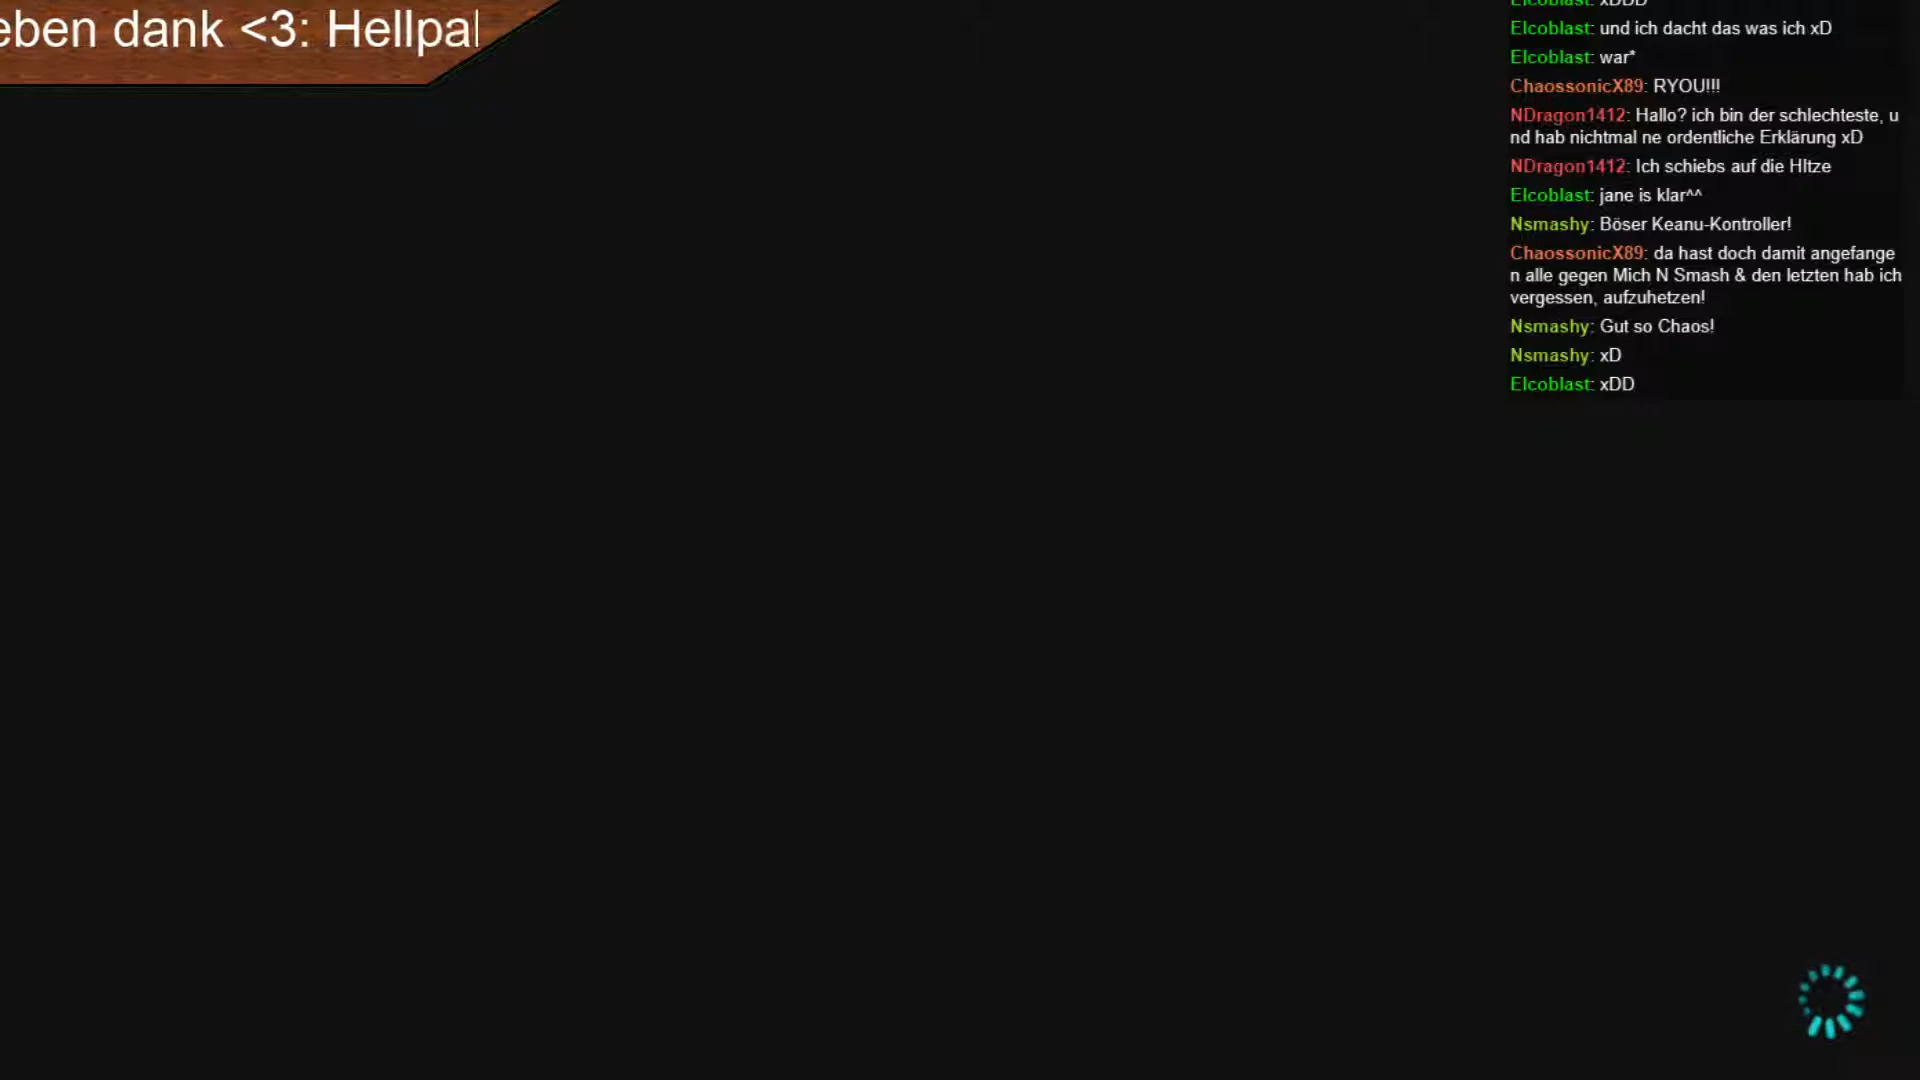 eben dank <3: Hellpal
Elcoblast: xDDD
Elcoblast: und ich dacht das was ich xD
Elcoblast: war*
ChaossonicX89: RYOU!!!
NDragon1412: Hallo? ich bin der schlechteste, u
nd hab nichtmal ne ordentliche Erklärung xD
NDragon1412: Ich schiebs auf die HItze
Elcoblast: jane is klar^^
Nsmashy: Böser Keanu-Kontroller!
ChaossonicX89: da hast doch damit angefange
n alle gegen Mich N Smash & den letzten hab ich
vergessen, aufzuhetzen!
Nsmashy: Gut so Chaos!
Nsmashy: xD
Elcoblast: xDD